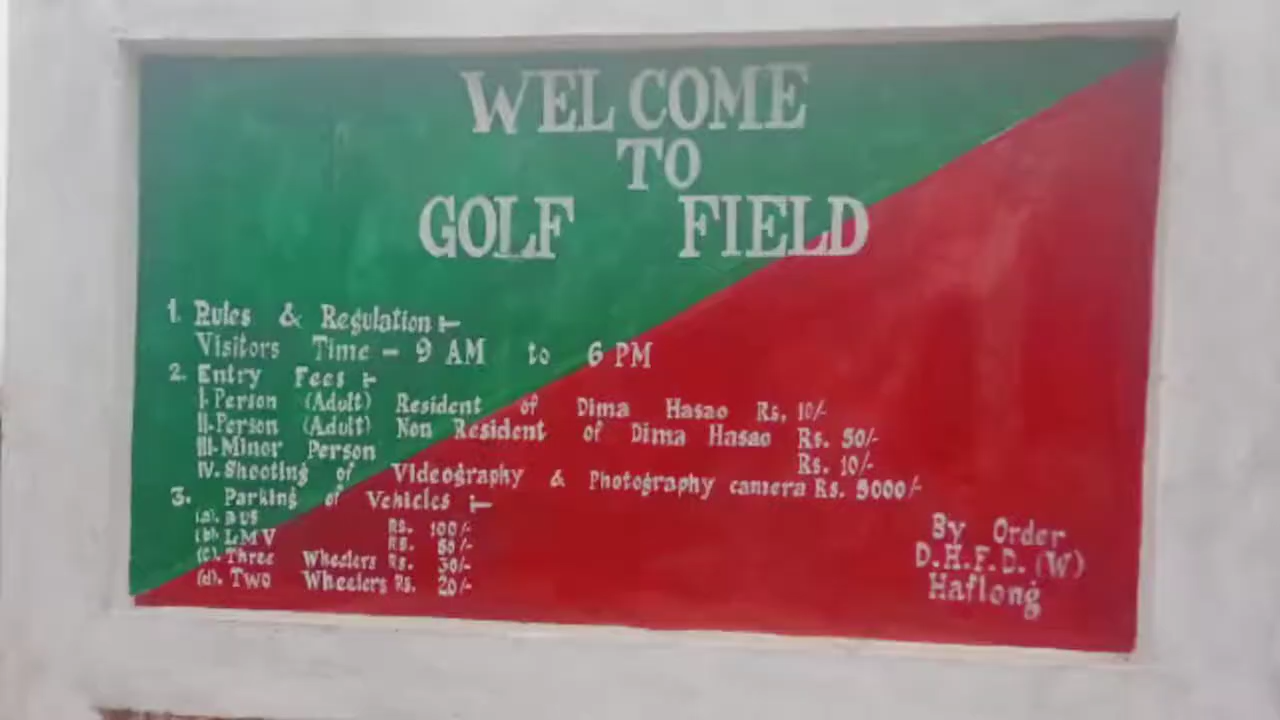 WELCOME
TO
GOLF FIELD
1. Rules & Regulation :-
Visitors Time - 9 AM to 6 PM
2. Entry Fees :-
I-Person (Adult) Resident of Dima Hasao Rs. 10/-
II-Person (Adult) Non Resident of Dima Hasao Rs. 50/-
III-Minor Person Rs. 10/-
IV. Shooting of Videography & Photography camera Rs. 5000/-
3. Parking of Vehicles :-
(a). BUS Rs. 100/-
(b). LMV Rs. 50/-
(c). Three Wheelers Rs. 30/-
(d). Two Wheelers Rs. 20/-
By Order
D.H.F.D. (W)
Haflong